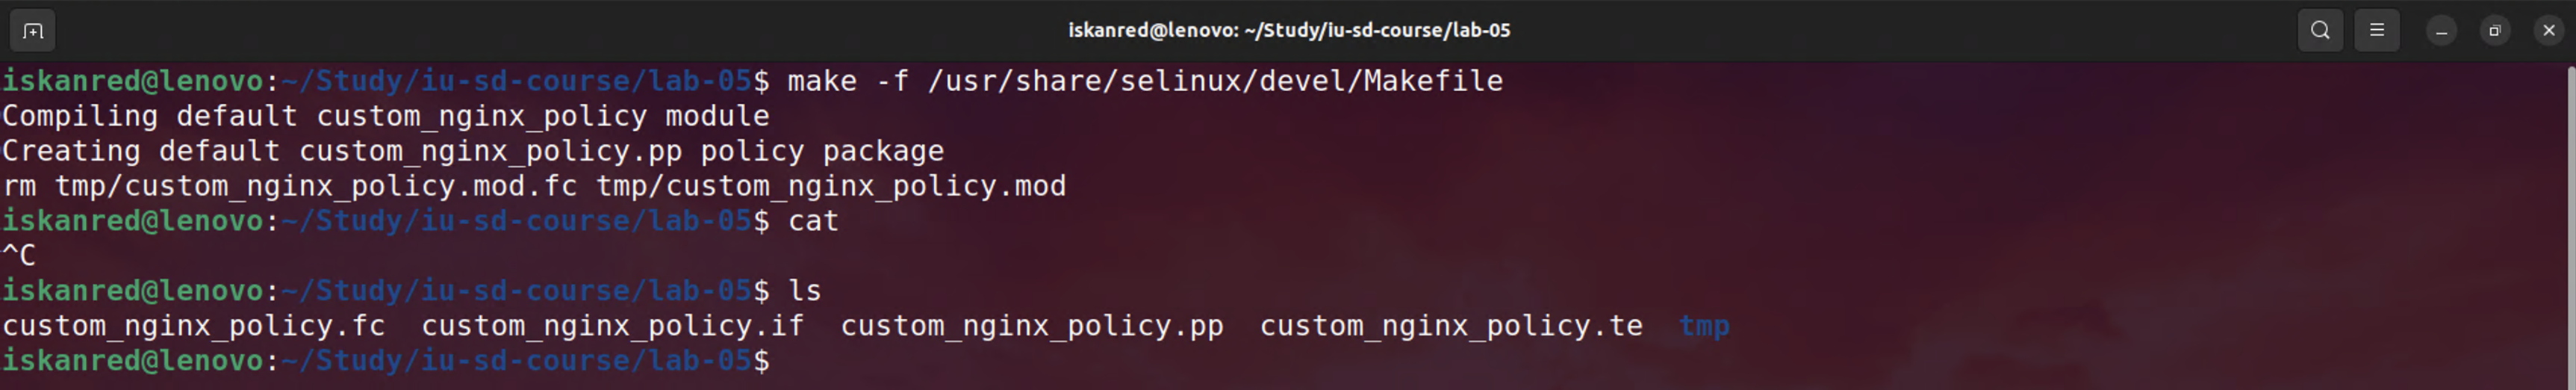 iskanred@lenovo: ~/Study/iu-sd-course/lab-05
iskanred@lenovo:~/Study/iu-sd-course/lab-05$ make -f /usr/share/selinux/devel/Makefile
Compiling default custom_nginx_policy module
Creating default custom_nginx_policy.pp policy package
rm tmp/custom_nginx_policy.mod.fc tmp/custom_nginx_policy.mod
iskanred@lenovo:~/Study/iu-sd-course/lab-05$ cat
^C
iskanred@lenovo:~/Study/iu-sd-course/lab-05$ ls
custom_nginx_policy.fc  custom_nginx_policy.if  custom_nginx_policy.pp  custom_nginx_policy.te  tmp
iskanred@lenovo:~/Study/iu-sd-course/lab-05$